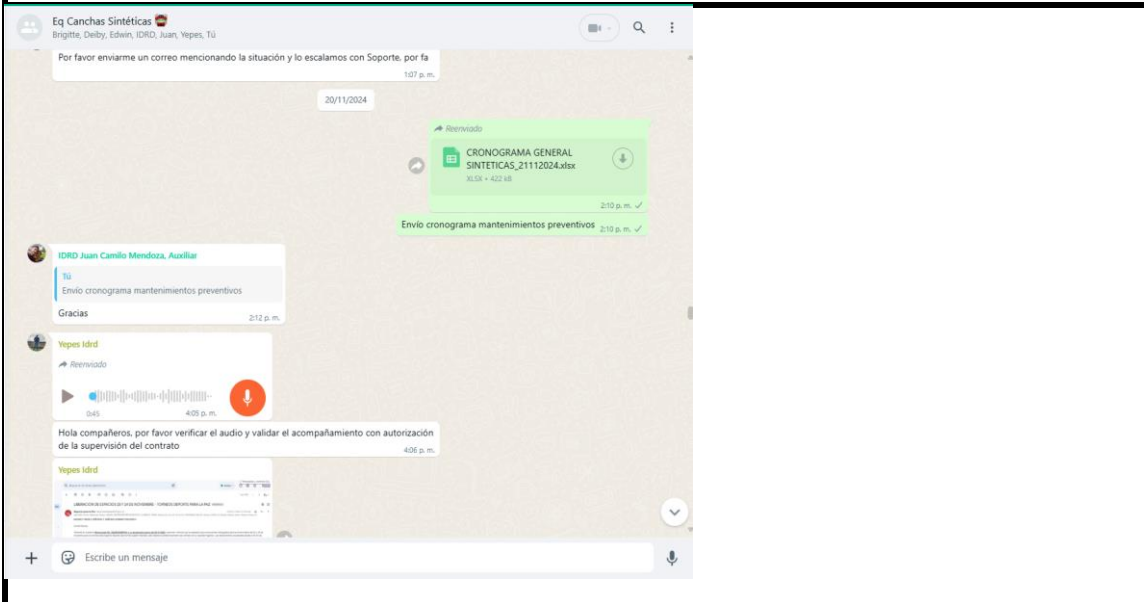 Eq Canchas Sintéticas
Brigitte, Deiby, Edwin, IDRD, Juan, Yepes, Tú
Por favor enviarme un correo mencionando la situación y lo escalamos con Soporte, por fa
1:07 p. m.
20/11/2024
Reenviado
CRONOGRAMA GENERAL
SINTETICAS_21112024.xlsx
XLSX • 422 kB
2:10 p. m.
Envío cronograma mantenimientos preventivos 2:10 p. m.
IDRD Juan Camilo Mendoza, Auxiliar
Tú
Envío cronograma mantenimientos preventivos
Gracias
2:12 p. m.
Yepes Idrd
Reenviado
0:45 4:05 p. m.
Hola compañeros, por favor verificar el audio y validar el acompañamiento con autorización
de la supervisión del contrato
4:06 p. m.
Yepes Idrd
Escribe un mensaje